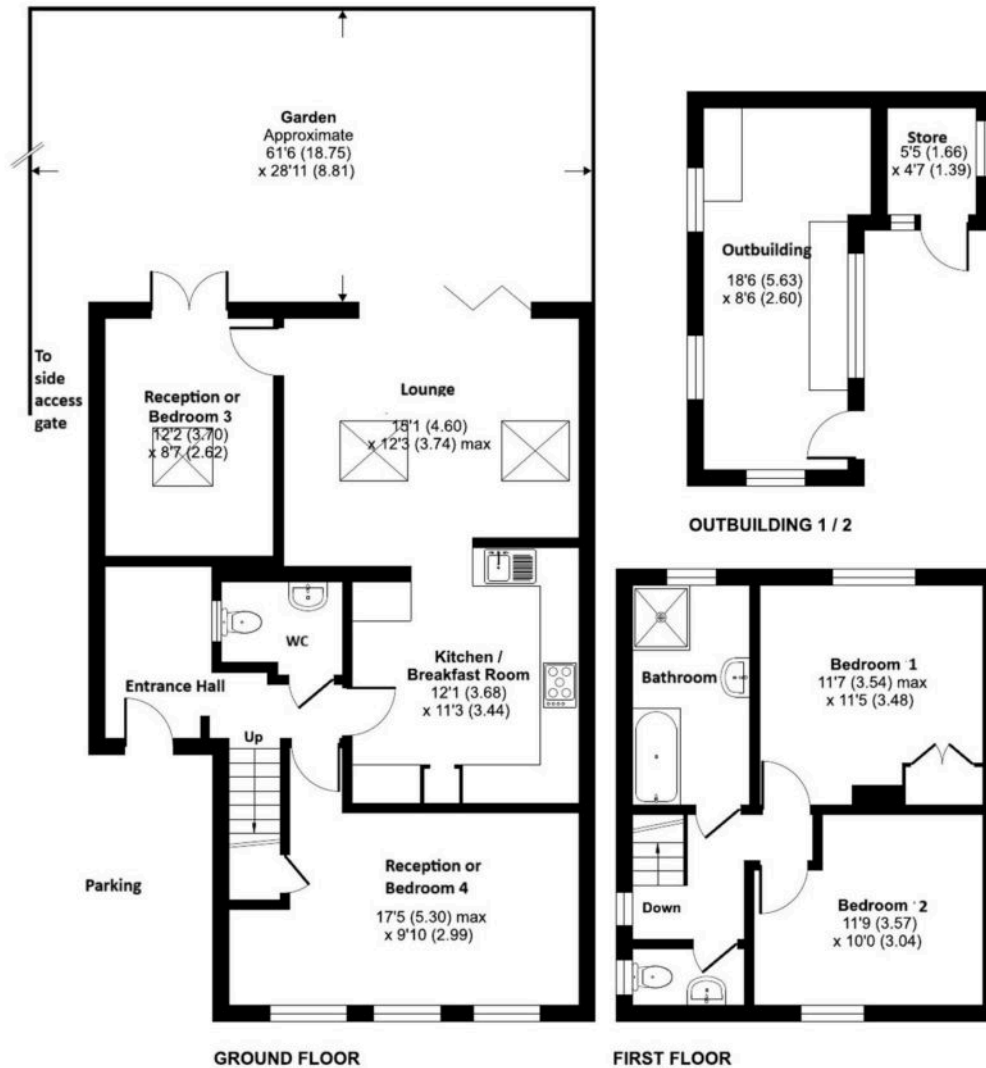 Garden
Approximate
61'6 (18.75)
x 28'11 (8.81)
To
side
access
gate
Reception or
Bedroom 3
12'2 (3.70)
x 8'7 (2.62)
Lounge
15'1 (4.60)
x 12'3 (3.74) max
Store
5'5 (1.66)
x 4'7 (1.39)
Outbuilding
18'6 (5.63)
x 8'6 (2.60)
OUTBUILDING 1 / 2
WC
Entrance Hall
Kitchen /
Breakfast Room
12'1 (3.68)
x 11'3 (3.44)
Up
Parking
Reception or
Bedroom 4
17'5 (5.30) max
x 9'10 (2.99)
GROUND FLOOR
Bathroom
Bedroom 1
11'7 (3.54) max
x 11'5 (3.48)
Down
Bedroom 2
11'9 (3.57)
x 10'0 (3.04)
FIRST FLOOR